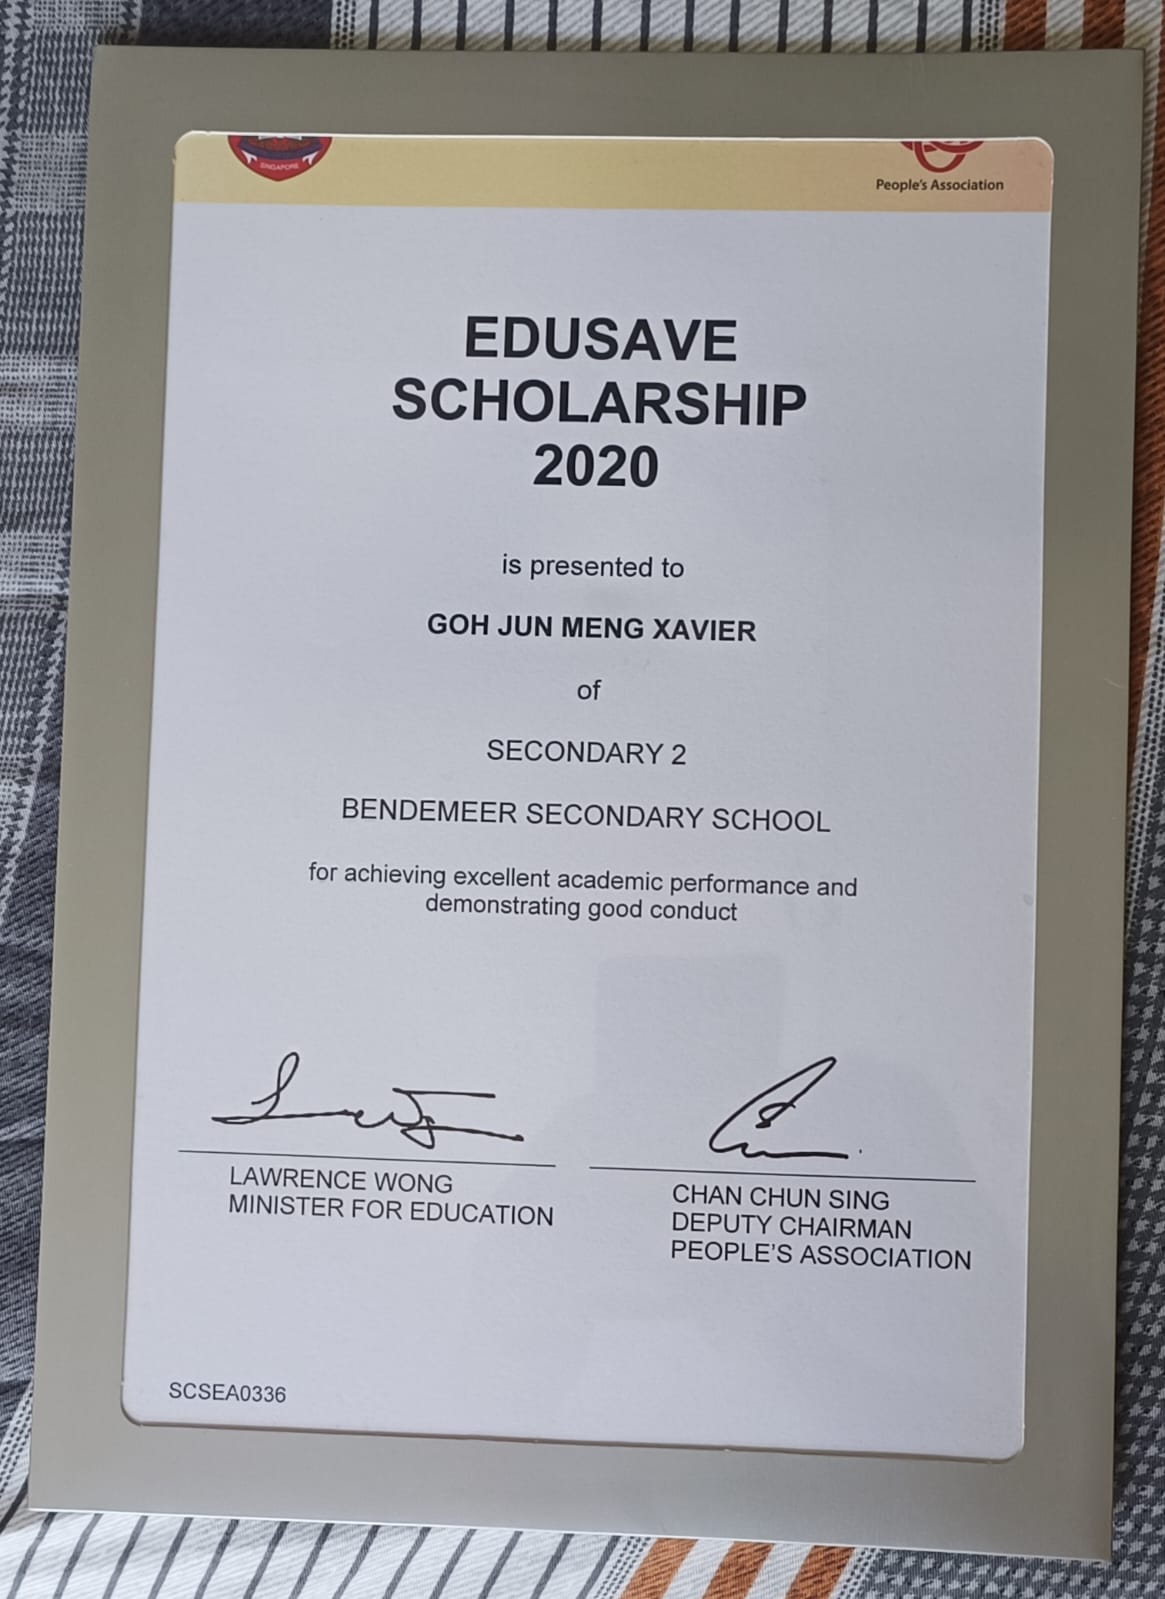 SINGAPORE
People's Association
EDUSAVE
SCHOLARSHIP
2020
is presented to
GOH JUN MENG XAVIER
of
SECONDARY 2
BENDEMEER SECONDARY SCHOOL
for achieving excellent academic performance and
demonstrating good conduct
LAWRENCE WONG
MINISTER FOR EDUCATION
CHAN CHUN SING
DEPUTY CHAIRMAN
PEOPLE'S ASSOCIATION
SCSEA0336